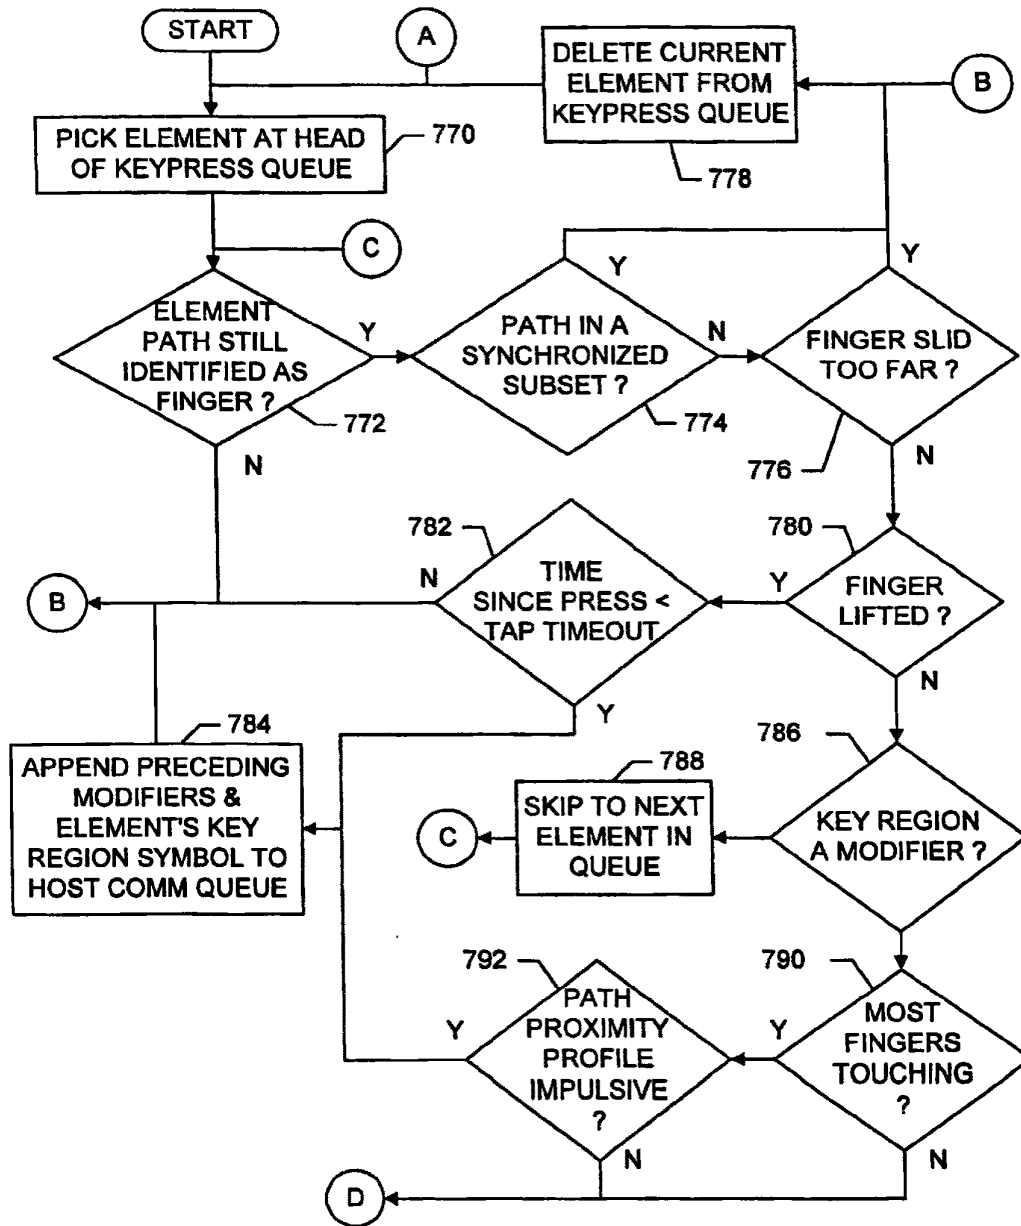 START
A
DELETE CURRENT
ELEMENT FROM
KEYPRESS QUEUE
B
PICK ELEMENT AT HEAD
OF KEYPRESS QUEUE
770
778
C
ELEMENT
PATH STILL
IDENTIFIED AS
FINGER ?
Y
772
N
PATH IN A
SYNCHRONIZED
SUBSET ?
Y
N
774
FINGER SLID
TOO FAR ?
Y
776
N
782
TIME
SINCE PRESS <
TAP TIMEOUT
N
Y
780
FINGER
LIFTED ?
Y
N
B
784
APPEND PRECEDING
MODIFIERS &
ELEMENT'S KEY
REGION SYMBOL TO
HOST COMM QUEUE
C
788
SKIP TO NEXT
ELEMENT IN
QUEUE
786
KEY REGION
A MODIFIER ?
792
PATH
PROXIMITY
PROFILE
IMPULSIVE
?
Y
N
790
MOST
FINGERS
TOUCHING
?
Y
N
D